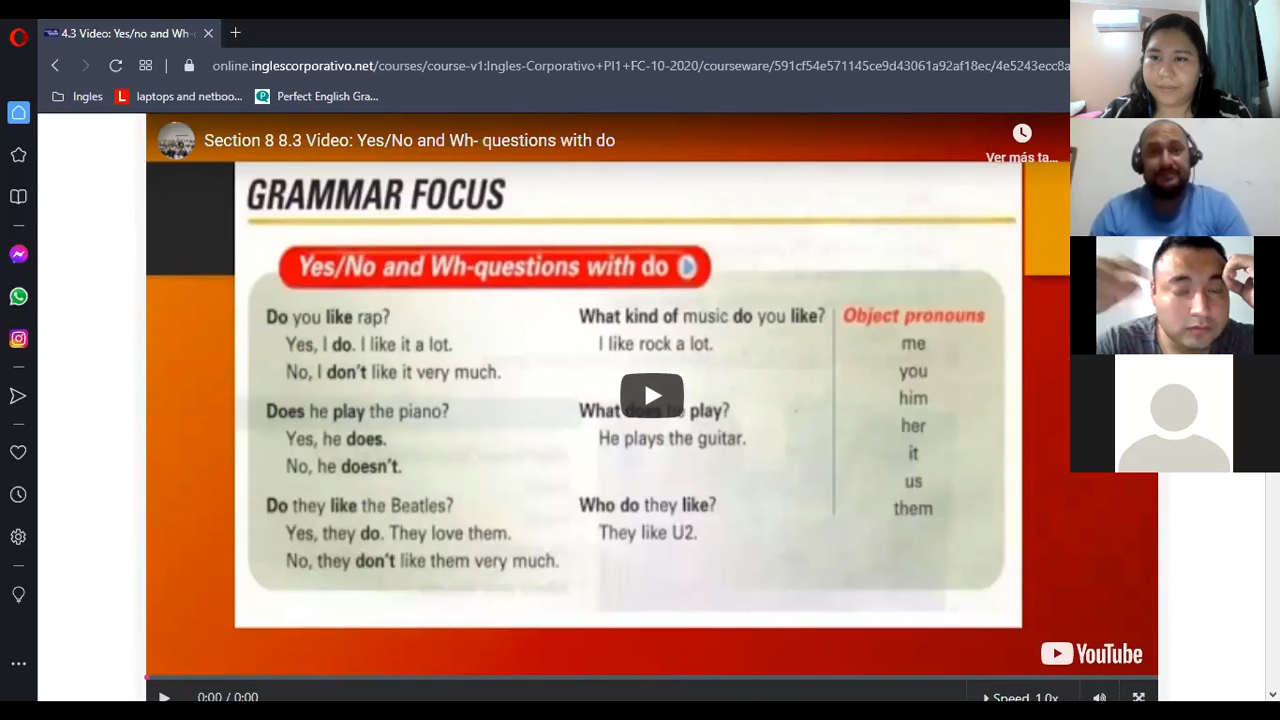 4.3 Video: Yes/no and Wh-
online.inglescorporativo.net/courses/course-v1:Ingles-Corporativo+PI1+FC-10-2020/courseware/591cf54e571145ce9d43061a92af18ec/4e5243ecc8a
Ingles
L laptops and netboo...
Perfect English Gra...
Section 8 8.3 Video: Yes/No and Wh- questions with do
Ver más ta...
GRAMMAR FOCUS
Yes/No and Wh-questions with do
Do you like rap?
Yes, I do. I like it a lot.
No, I don't like it very much.
Does he play the piano?
Yes, he does.
No, he doesn't.
Do they like the Beatles?
Yes, they do. They love them.
No, they don't like them very much.
What kind of music do you like?
I like rock a lot.
What does he play?
He plays the guitar.
Who do they like?
They like U2.
Object pronouns
me
you
him
her
it
us
them
YouTube
0:00 / 0:00
Speed 1.0x